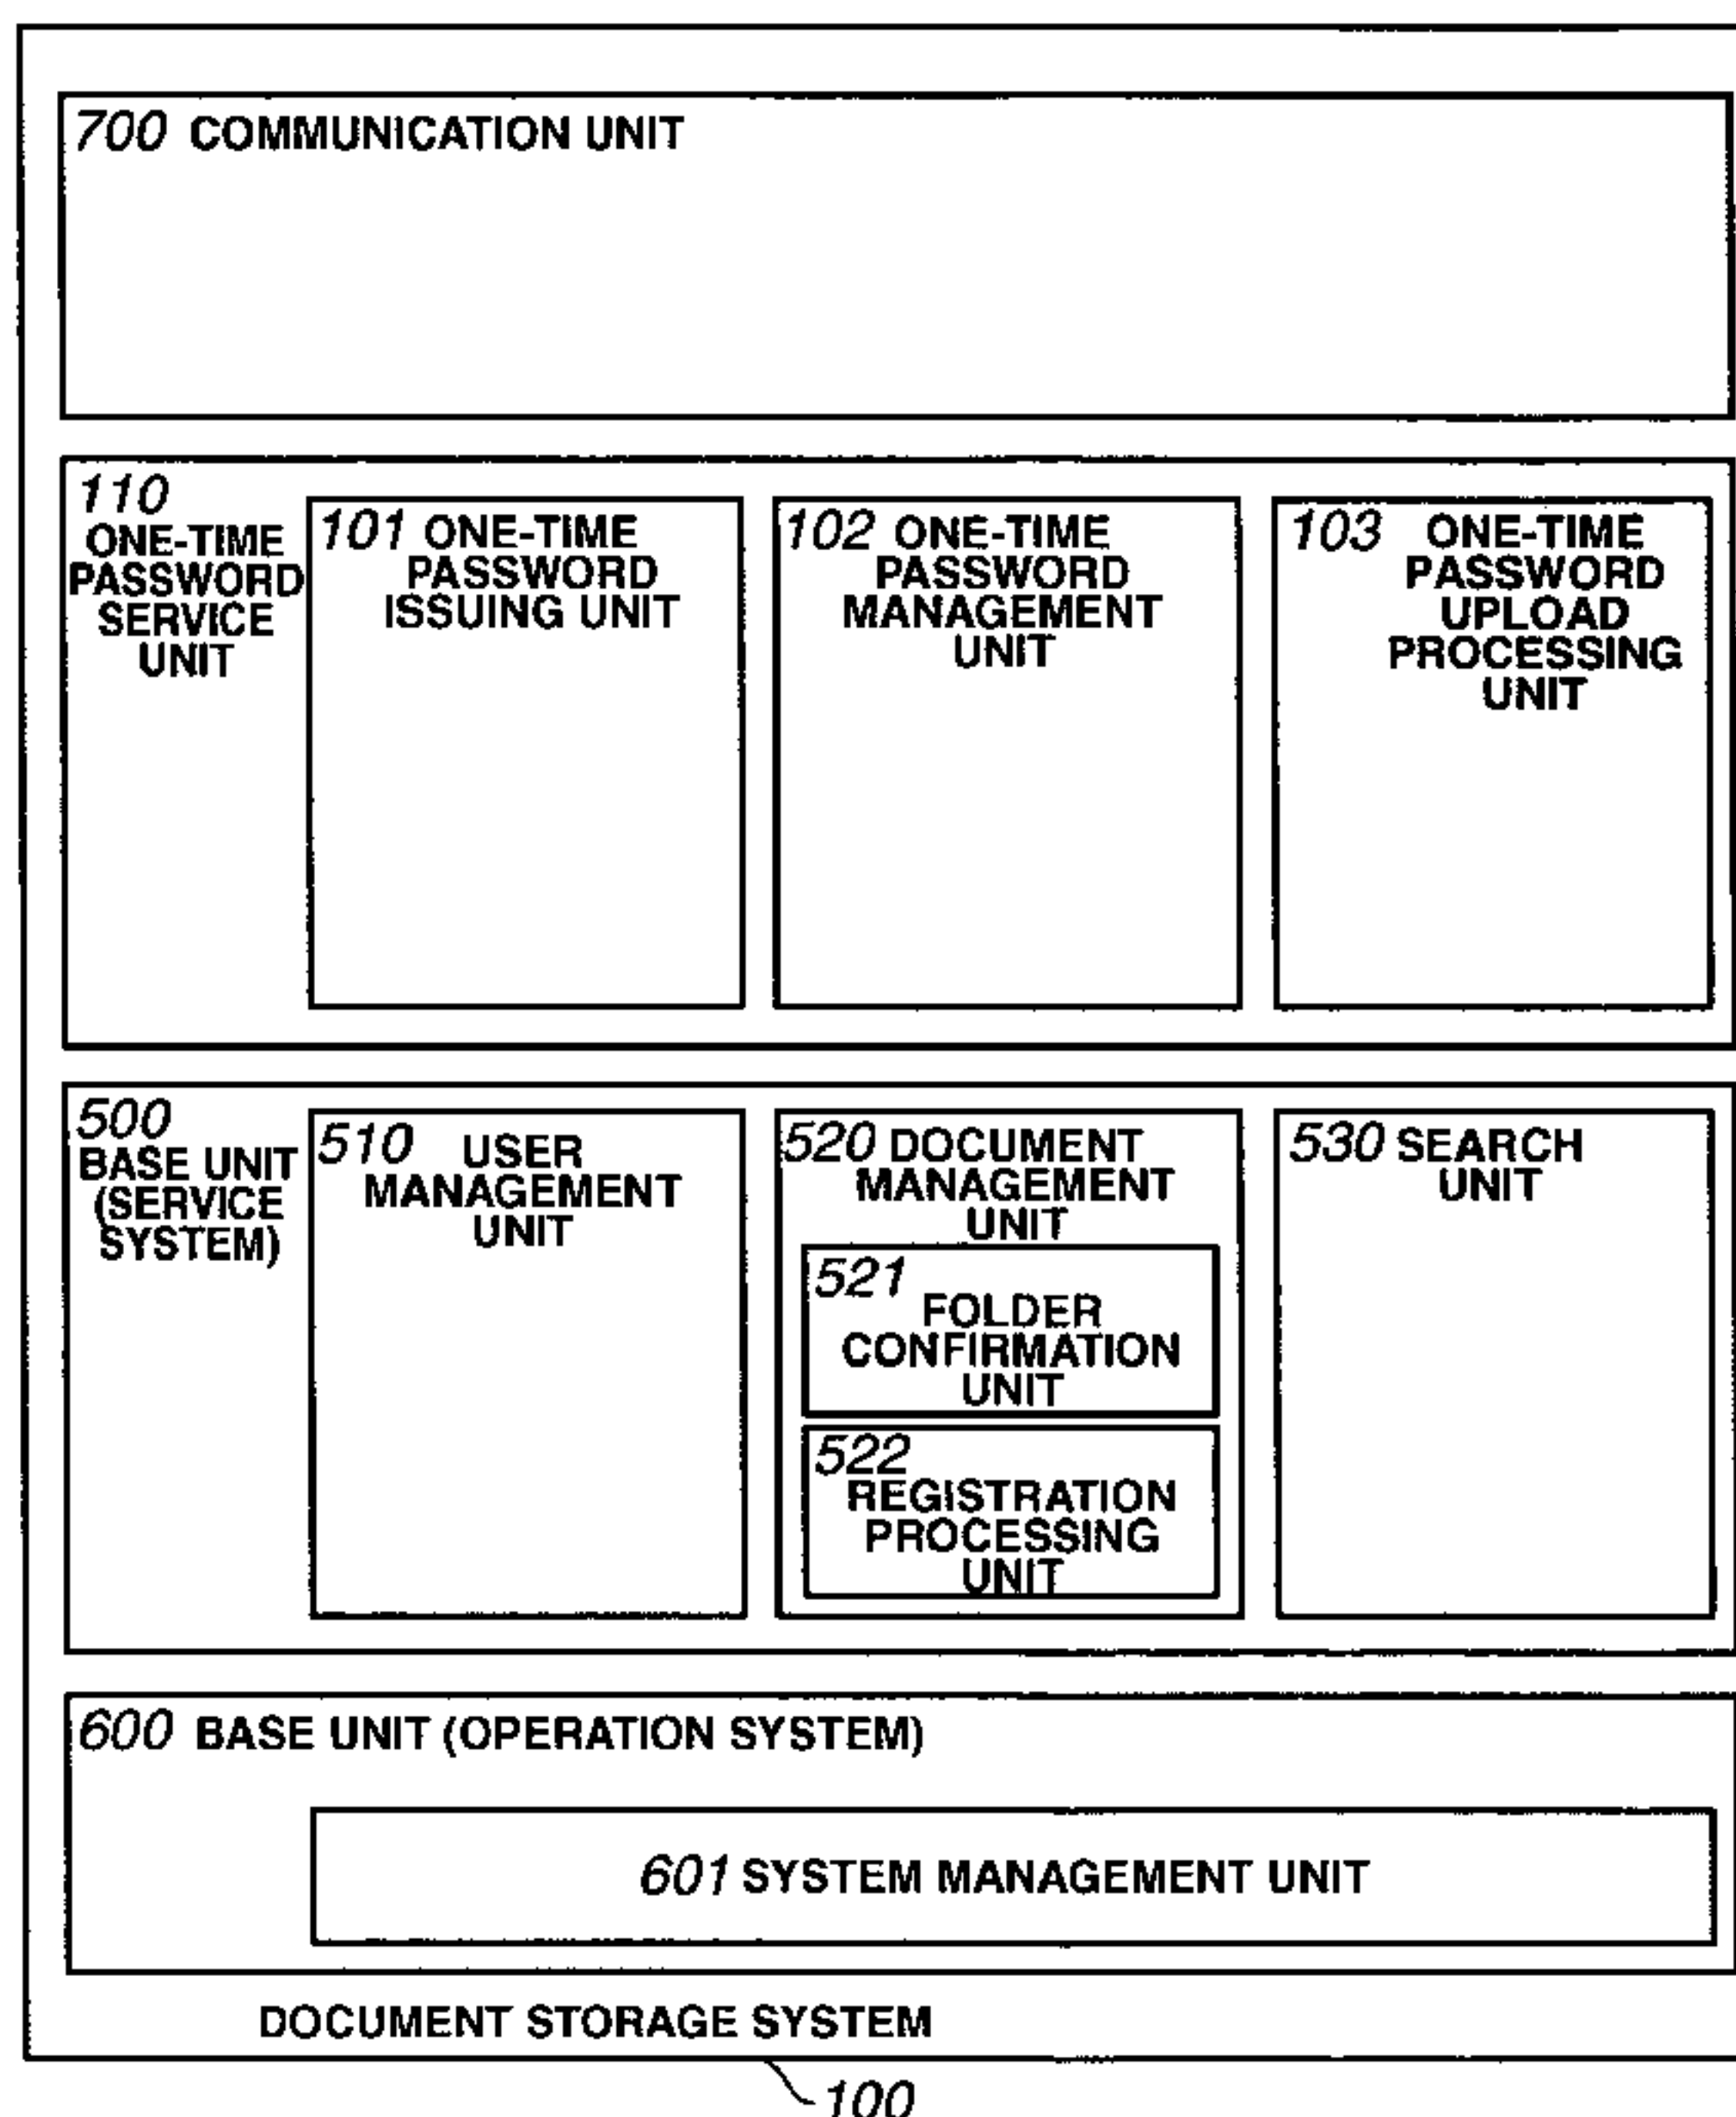 700 COMMUNICATION UNIT
110
ONE-TIME
PASSWORD
SERVICE
UNIT
101 ONE-TIME
PASSWORD
ISSUING UNIT
102 ONE-TIME
PASSWORD
MANAGEMENT
UNIT
103 ONE-TIME
PASSWORD
UPLOAD
PROCESSING
UNIT
500
BASE UNIT
(SERVICE
SYSTEM)
510 USER
MANAGEMENT
UNIT
520 DOCUMENT
MANAGEMENT
UNIT
521
FOLDER
CONFIRMATION
UNIT
522
REGISTRATION
PROCESSING
UNIT
530 SEARCH
UNIT
600 BASE UNIT (OPERATION SYSTEM)
601 SYSTEM MANAGEMENT UNIT
DOCUMENT STORAGE SYSTEM
100